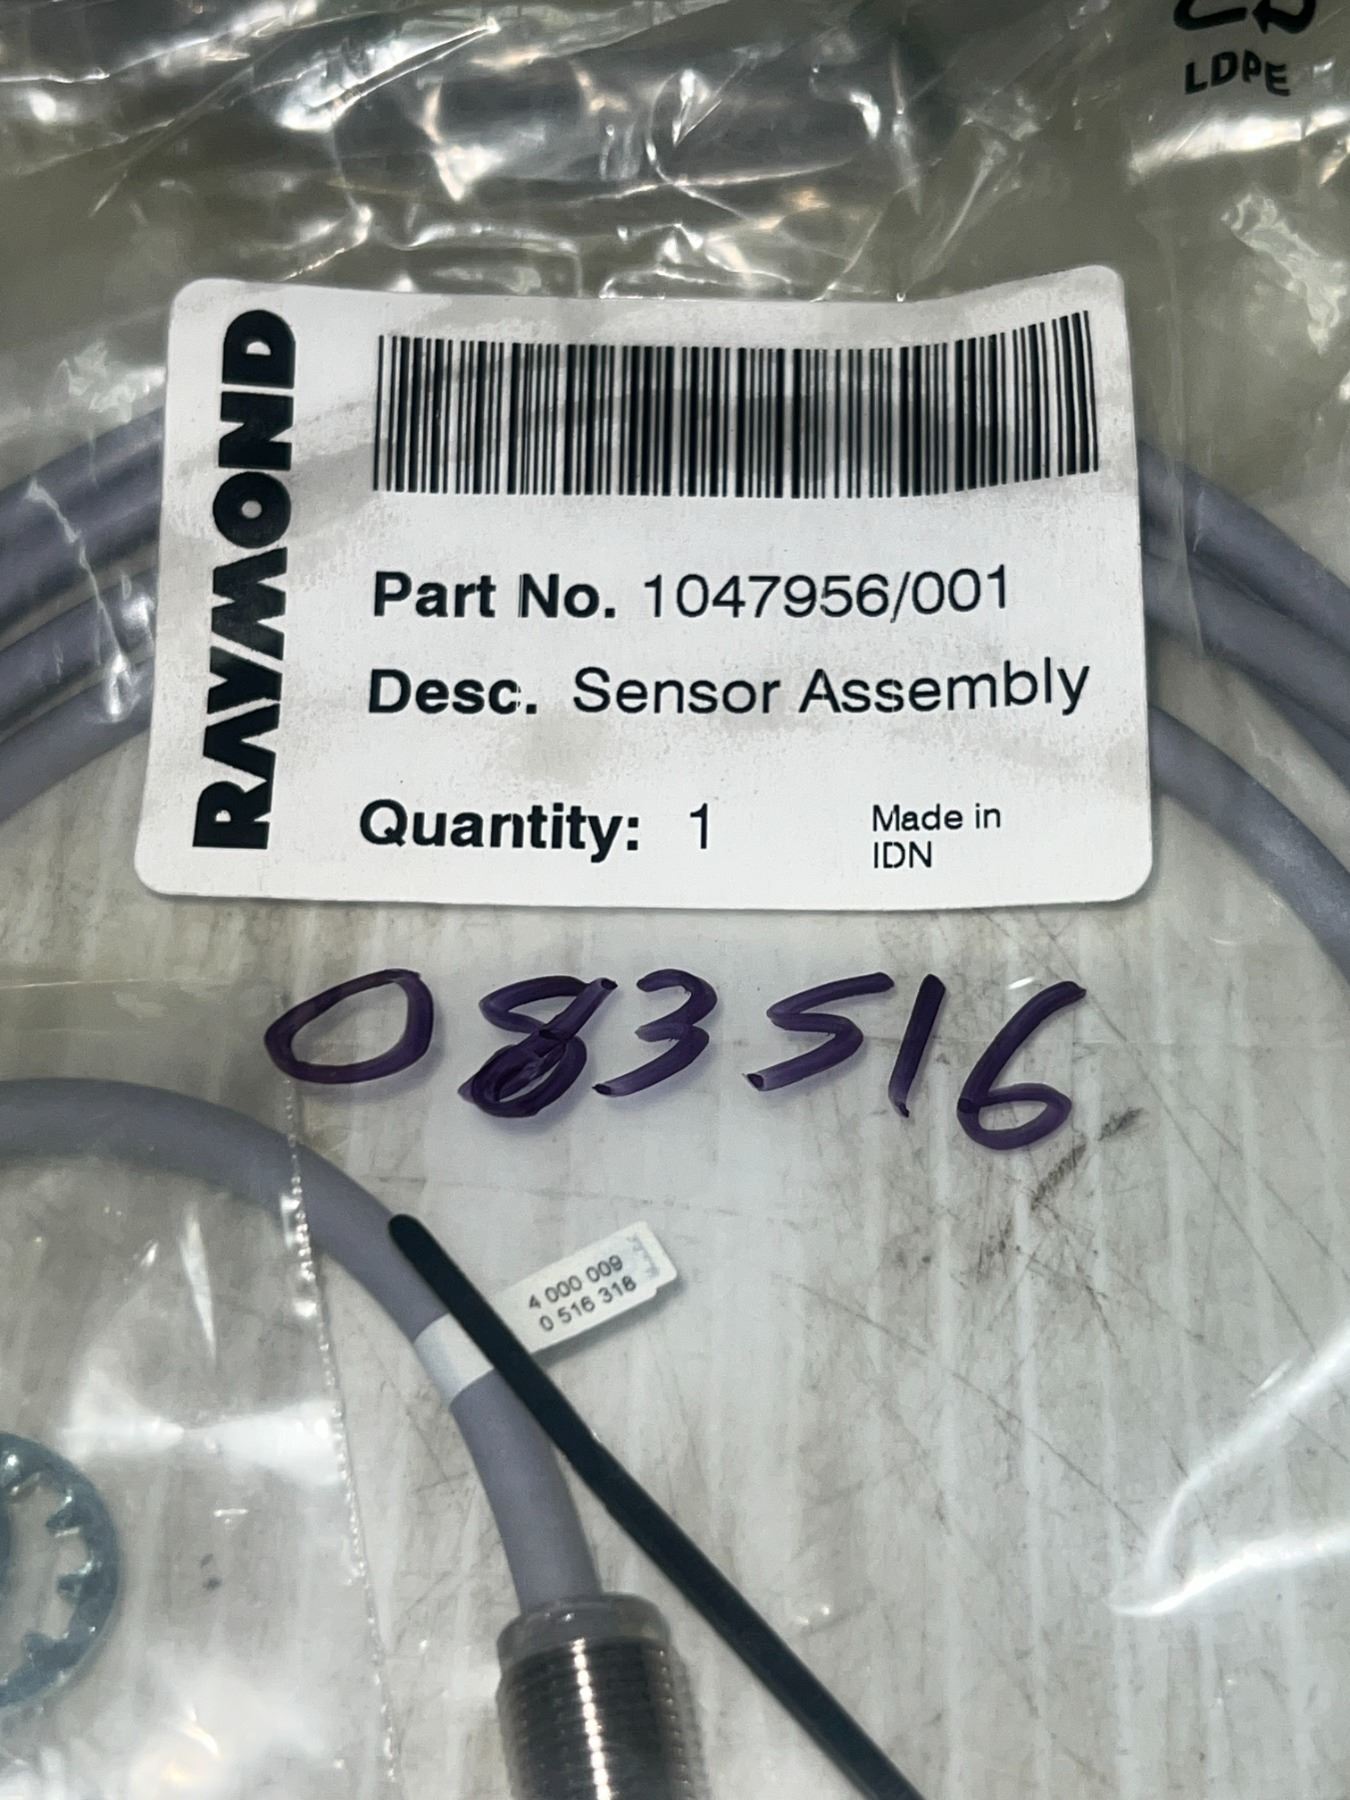 LDPE
RAYMOND
Part No. 1047956/001
Desc. Sensor Assembly
Quantity: 1
Made in
IDN
083516
4 000 009
0 516 318